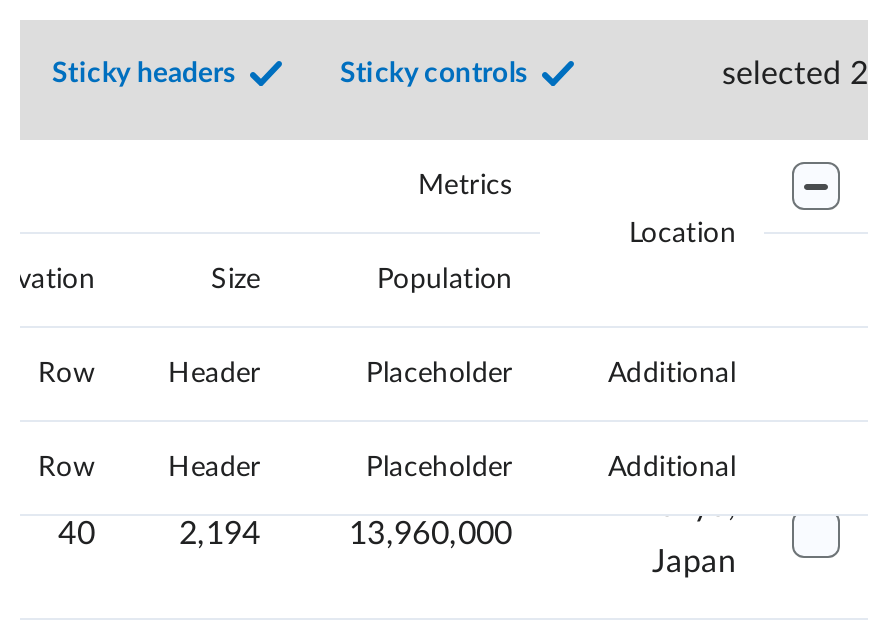 Sticky headers Sticky controls selected 2
Metrics
Location
vation Size Population
Row Header Placeholder Additional
Row Header Placeholder Additional
40 2,194 13,960,000
Japan